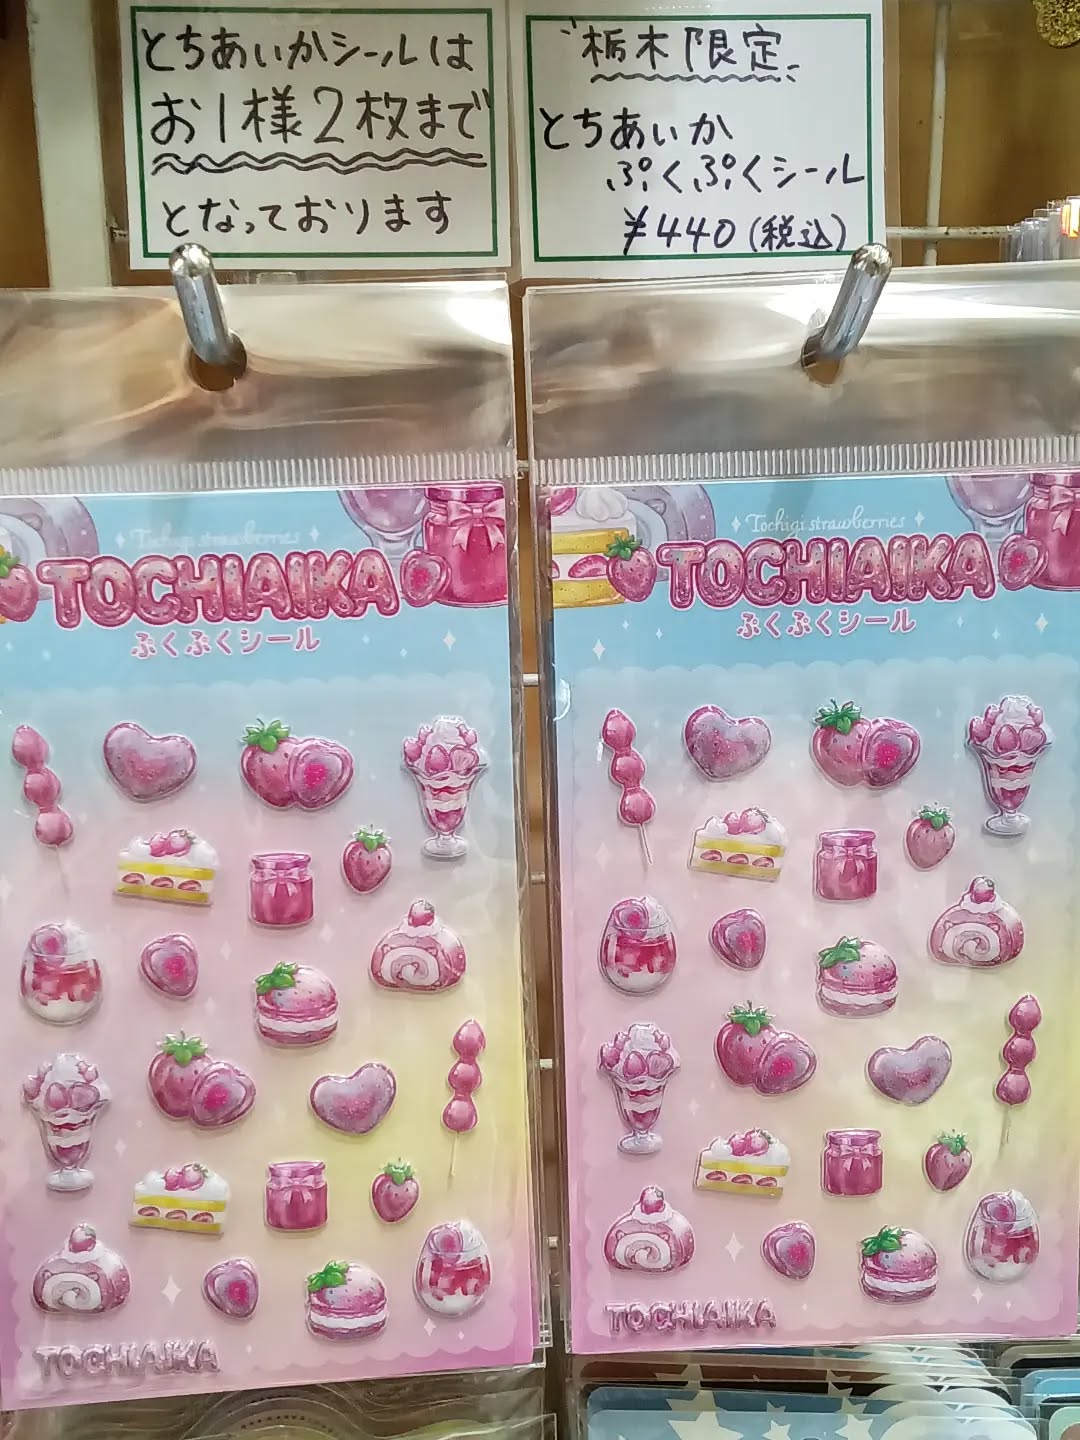 とちあいかシールは
お1様2枚まで
となっております
栃木限定
とちあいか
ぷくぷくシール
¥440(税込)
Tochigi strawberries
TOCHIAIKA
ぷくぷくシール
TOCHIAIKA
Tochigi strawberries
TOCHIAIKA
ぷくぷくシール
TOCHIAIKA